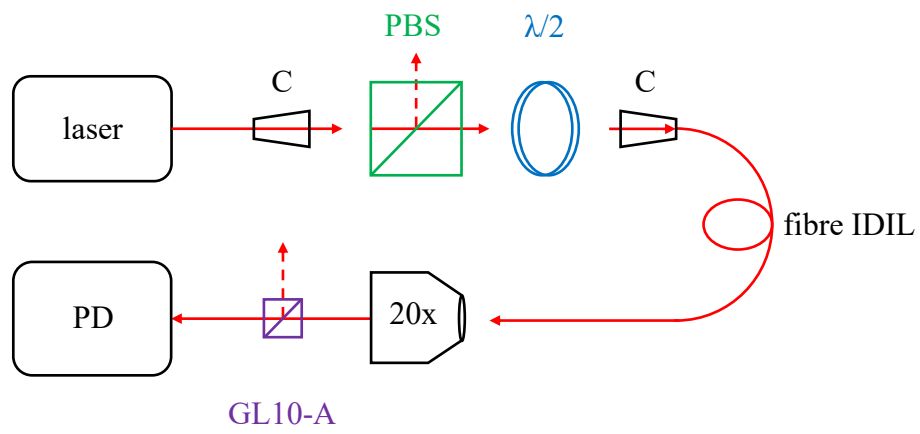 PBS
λ/2
C
C
laser
fibre IDIL
PD
20x
GL10-A